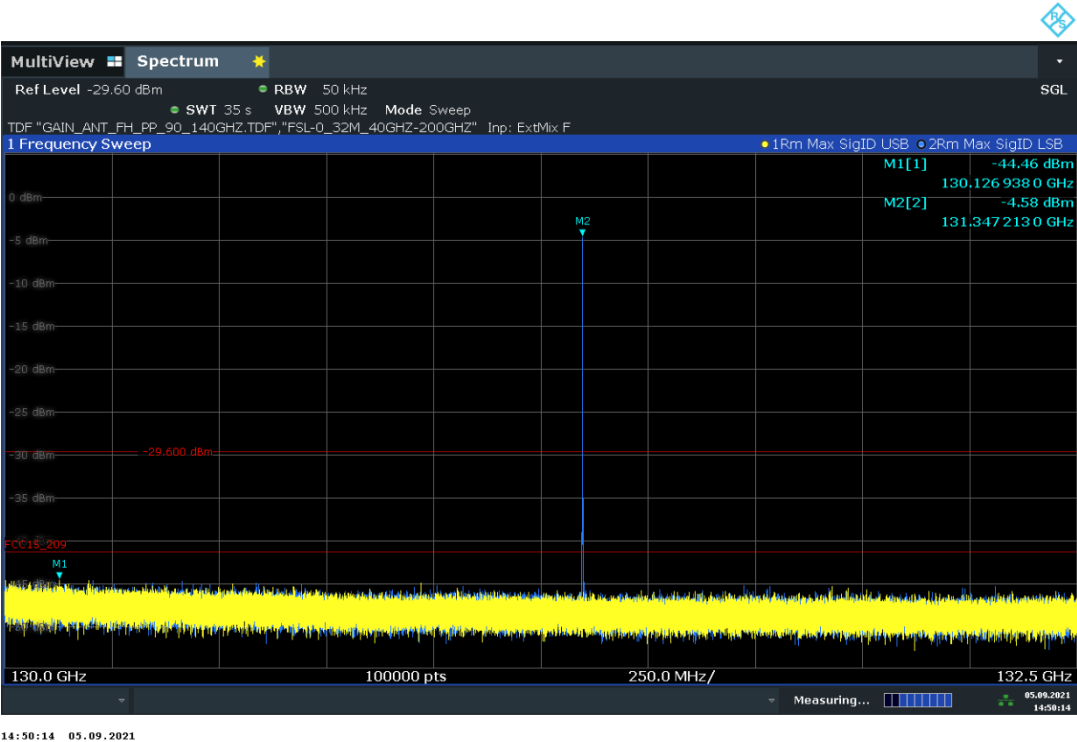 R S
MultiView Spectrum
Ref Level -29.60 dBm RBW 50 kHz SGL
SWT 35 s VBW 500 kHz Mode Sweep
TDF "GAIN_ANT_FH_PP_90_140GHZ.TDF","FSL-0_32M_40GHZ-200GHZ" Inp: ExtMix F
1 Frequency Sweep 1Rm Max SigID USB 2Rm Max SigID LSB
M1[1] -44.46 dBm
130.126 938 0 GHz
0 dBm
M2[2] -4.58 dBm
M2
131.347 213 0 GHz
-5 dBm
-10 dBm
-15 dBm
-20 dBm
-25 dBm
-29.600 dBm
-30 dBm
-35 dBm
FCC15_209
M1
130.0 GHz 100000 pts 250.0 MHz/ 132.5 GHz
Measuring... 05.09.2021
14:50:14
14:50:14 05.09.2021